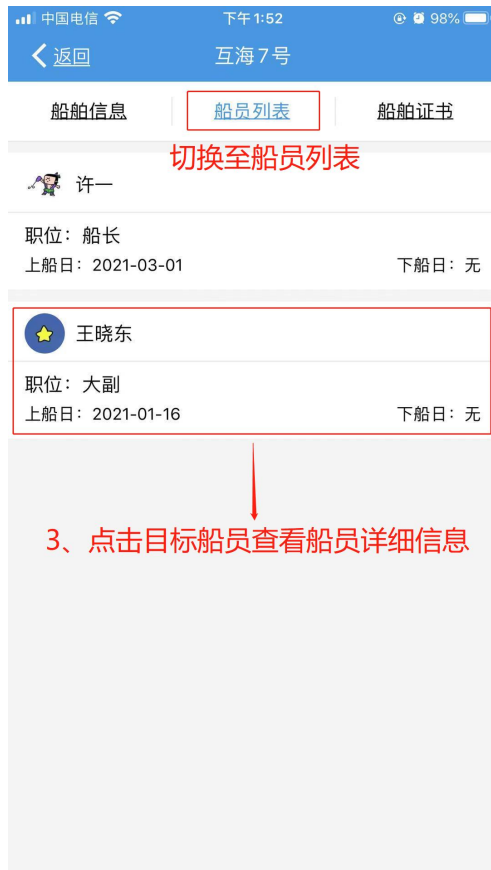 中国电信 下午1:52 98%
返回 互海7号
船舶信息 船员列表 船舶证书
切换至船员列表
许一
职位：船长
上船日：2021-03-01 下船日：无
王晓东
职位：大副
上船日：2021-01-16 下船日：无
3、点击目标船员查看船员详细信息